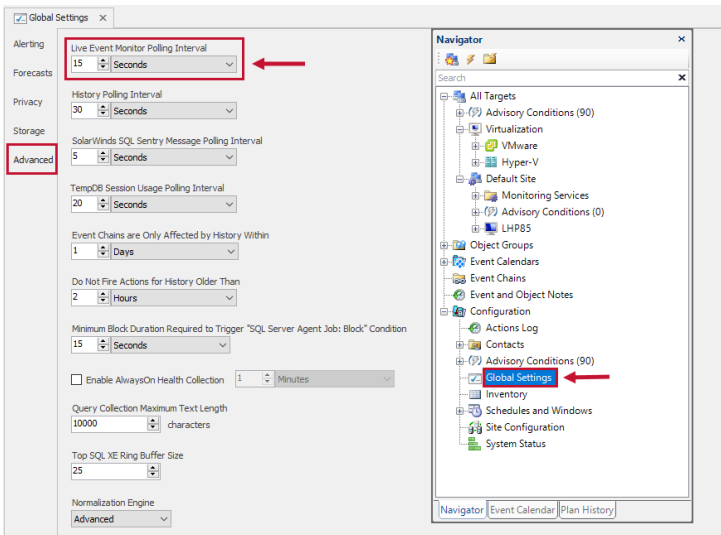 Global Settings
Alerting
Forecasts
Privacy
Storage
Advanced
Live Event Monitor Polling Interval
15 Seconds
History Polling Interval
30 Seconds
SolarWinds SQL Sentry Message Polling Interval
5 Seconds
TempDB Session Usage Polling Interval
20 Seconds
Event Chains are Only Affected by History Within
1 Days
Do Not Fire Actions for History Older Than
2 Hours
Minimum Block Duration Required to Trigger "SQL Server Agent Job: Block" Condition
15 Seconds
Enable AlwaysOn Health Collection 1 Minutes
Query Collection Maximum Text Length
10000 characters
Top SQL XE Ring Buffer Size
25
Normalization Engine
Advanced
Navigator
Search
All Targets
Advisory Conditions (90)
Virtualization
VMware
Hyper-V
Default Site
Monitoring Services
Advisory Conditions (0)
LHP85
Object Groups
Event Calendars
Event Chains
Event and Object Notes
Configuration
Actions Log
Contacts
Advisory Conditions (90)
Global Settings
Inventory
Schedules and Windows
Site Configuration
System Status
Navigator Event Calendar Plan History